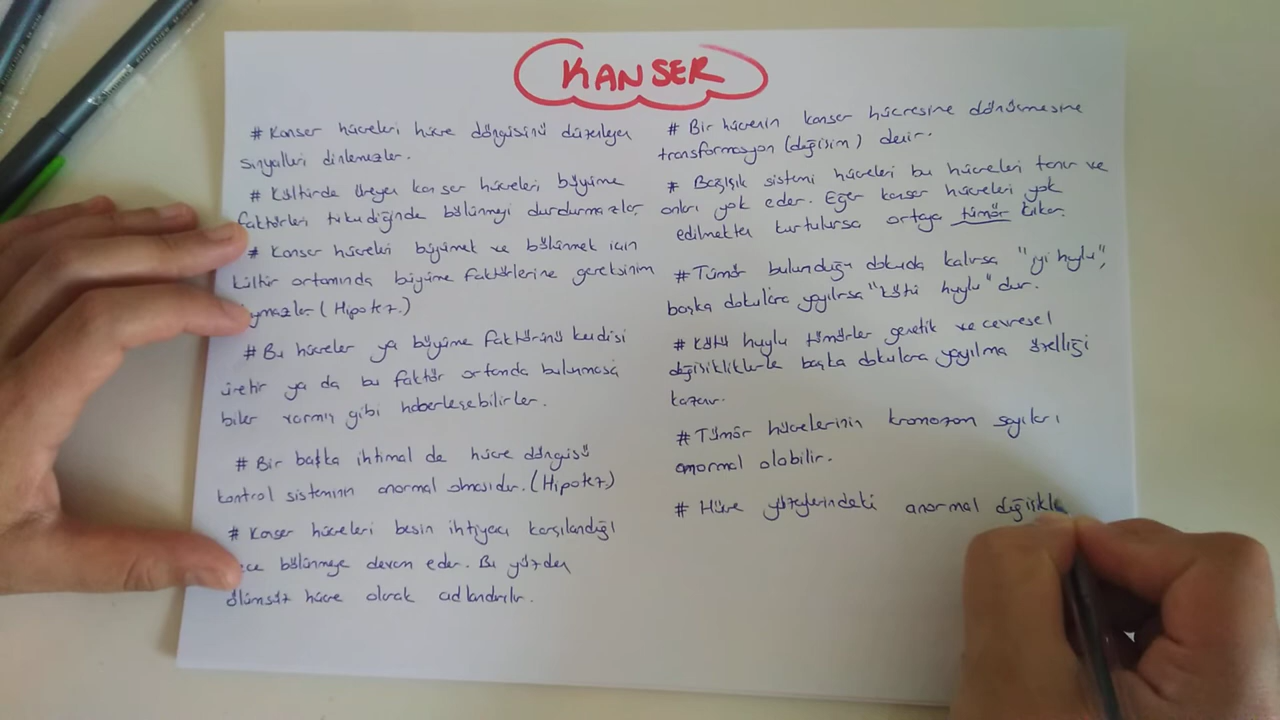 KANSER
# Kanser hücreleri hücre döngüsünü düzenleyen
sinyalleri dinlemezler.
# Kültürde üreyen kanser hücreleri büyüme
faktörleri tükendiğinde bölünmeyi durdurmazlar
# Kanser hücreleri büyümek ve bölünmek için
kültür ortamında büyüme faktörlerine gereksinim
ymazlar (Hipotez)
# Bu hücreler ya büyüme faktörünü kendisi
üretir ya da bu faktör ortamda bulunmasa
bile varmış gibi haberleşebilirler.
# Bir başka ihtimal de hücre döngüsü
kontrol sisteminin anormal olmasıdır. (Hipotez)
# Kanser hücreleri besin ihtiyacı karşılandığı
ce bölünmeye devam eder. Bu yüzden
ölümsüz hücre olarak adlandırılır.
# Bir hücrenin kanser hücresine dönüşmesine
transformasyon (değişim) denir.
# Bağışık sistemi hücreleri bu hücreleri tanır ve
onları yok eder. Eğer kanser hücreleri yok
edilmekten kurtulursa ortaya tümör çıkar.
# Tümör bulunduğu dokuda kalırsa "iyi huylu",
başka dokulara yayılırsa "kötü huylu" dur.
# Kötü huylu tümörler genetik ve çevresel
değişikliklerle başka dokulara yayılma özelliği
kazanır.
# Tümör hücrelerinin kromozom sayıları
anormal olabilir.
# Hücre yüzeylerindeki anormal değişikle